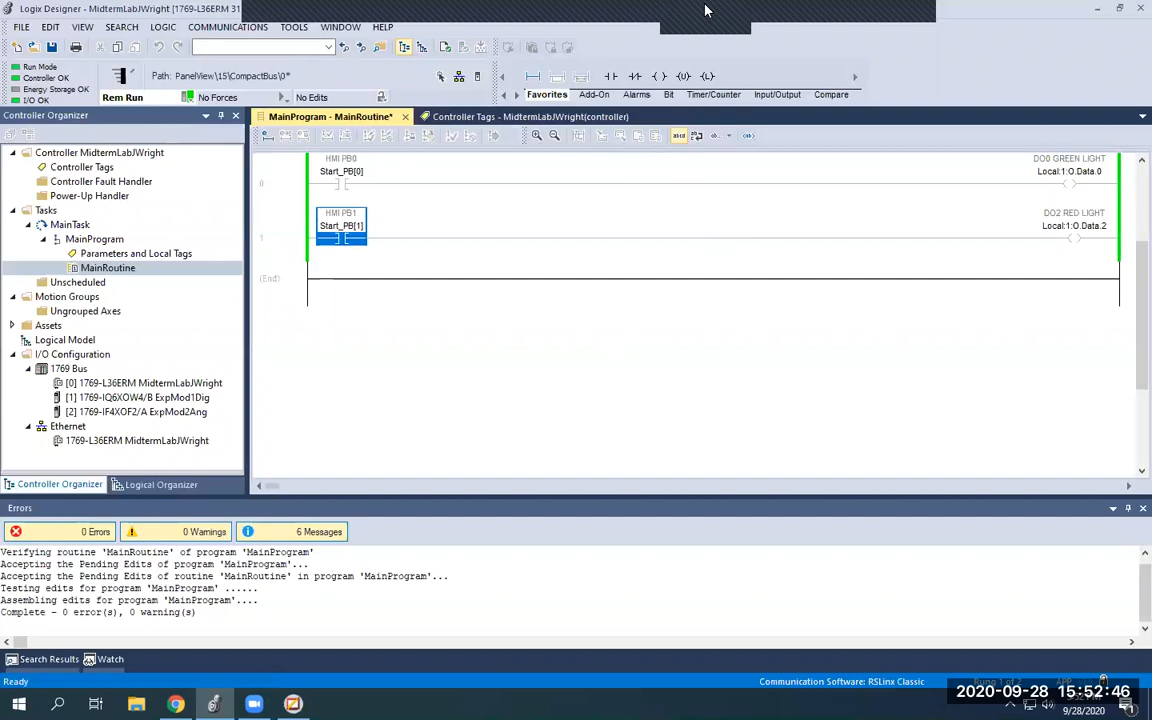 Logix Designer - MidtermLabJWright [1769-L36ERM 31
FILE EDIT VIEW SEARCH LOGIC COMMUNICATIONS TOOLS WINDOW HELP
Run Mode
Controller OK
Energy Storage OK
I/O OK
Path: PanelView\15\CompactBus\0*
Rem Run No Forces No Edits
Favorites Add-On Alarms Bit Timer/Counter Input/Output Compare
Controller Organizer
MainProgram - MainRoutine*
Controller Tags - MidtermLabJWright(controller)
Controller MidtermLabJWright
Controller Tags
Controller Fault Handler
Power-Up Handler
Tasks
MainTask
MainProgram
Parameters and Local Tags
MainRoutine
Unscheduled
Motion Groups
Ungrouped Axes
Assets
Logical Model
I/O Configuration
1769 Bus
[0] 1769-L36ERM MidtermLabJWright
[1] 1769-IQ6XOW4/B ExpMod1Dig
[2] 1769-IF4XOF2/A ExpMod2Ang
Ethernet
1769-L36ERM MidtermLabJWright
Controller Organizer Logical Organizer
HMI PB0 DO0 GREEN LIGHT
Start_PB[0] Local:1:O.Data.0
0
HMI PB1 DO2 RED LIGHT
Start_PB[1] Local:1:O.Data.2
1
(End)
Errors
0 Errors 0 Warnings 6 Messages
Verifying routine 'MainRoutine' of program 'MainProgram'
Accepting the Pending Edits of program 'MainProgram'...
Accepting the Pending Edits of routine 'MainRoutine' in program 'MainProgram'...
Testing edits for program 'MainProgram' ......
Assembling edits for program 'MainProgram'....
Complete - 0 error(s), 0 warning(s)
Search Results Watch
Ready Communication Software: RSLinx Classic
2020-09-28 15:52:46
9/28/2020